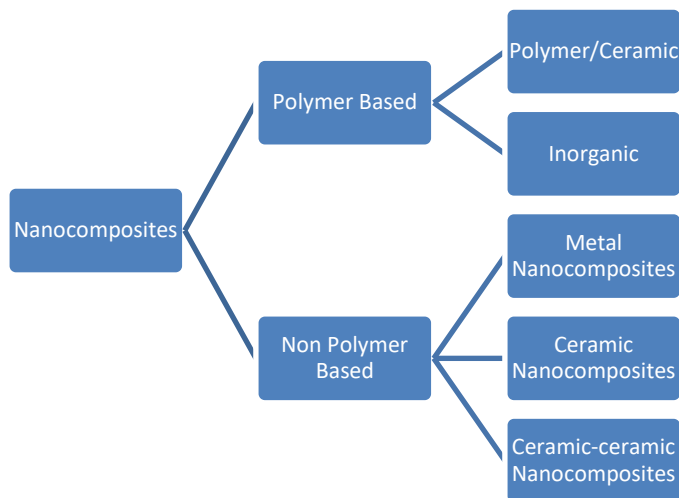 Nanocomposites
Polymer Based
Polymer/Ceramic
Inorganic
Non Polymer
Based
Metal
Nanocomposites
Ceramic
Nanocomposites
Ceramic-ceramic
Nanocomposites